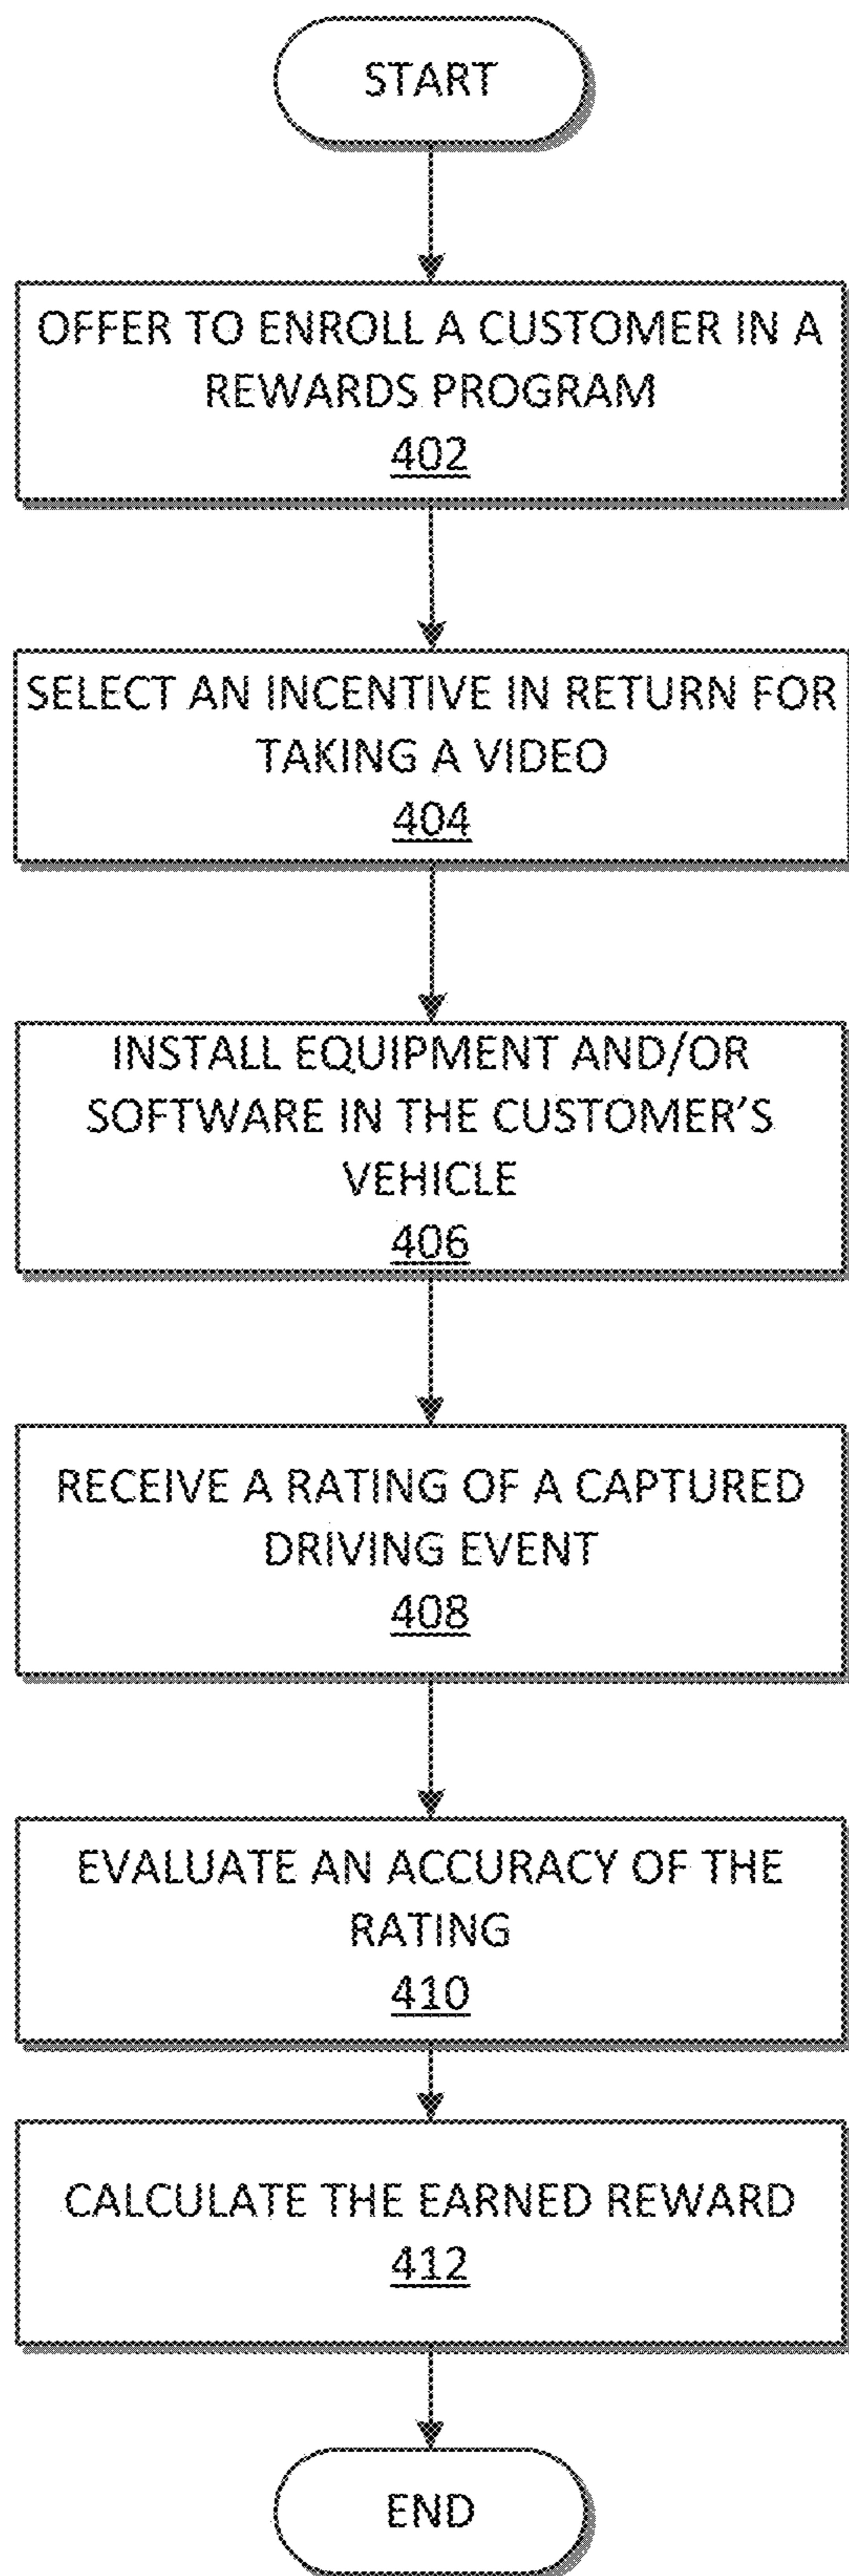 START
OFFER TO ENROLL A CUSTOMER IN A
REWARDS PROGRAM
402
SELECT AN INCENTIVE IN RETURN FOR
TAKING A VIDEO
404
INSTALL EQUIPMENT AND/OR
SOFTWARE IN THE CUSTOMER'S
VEHICLE
406
RECEIVE A RATING OF A CAPTURED
DRIVING EVENT
408
EVALUATE AN ACCURACY OF THE
RATING
410
CALCULATE THE EARNED REWARD
412
END